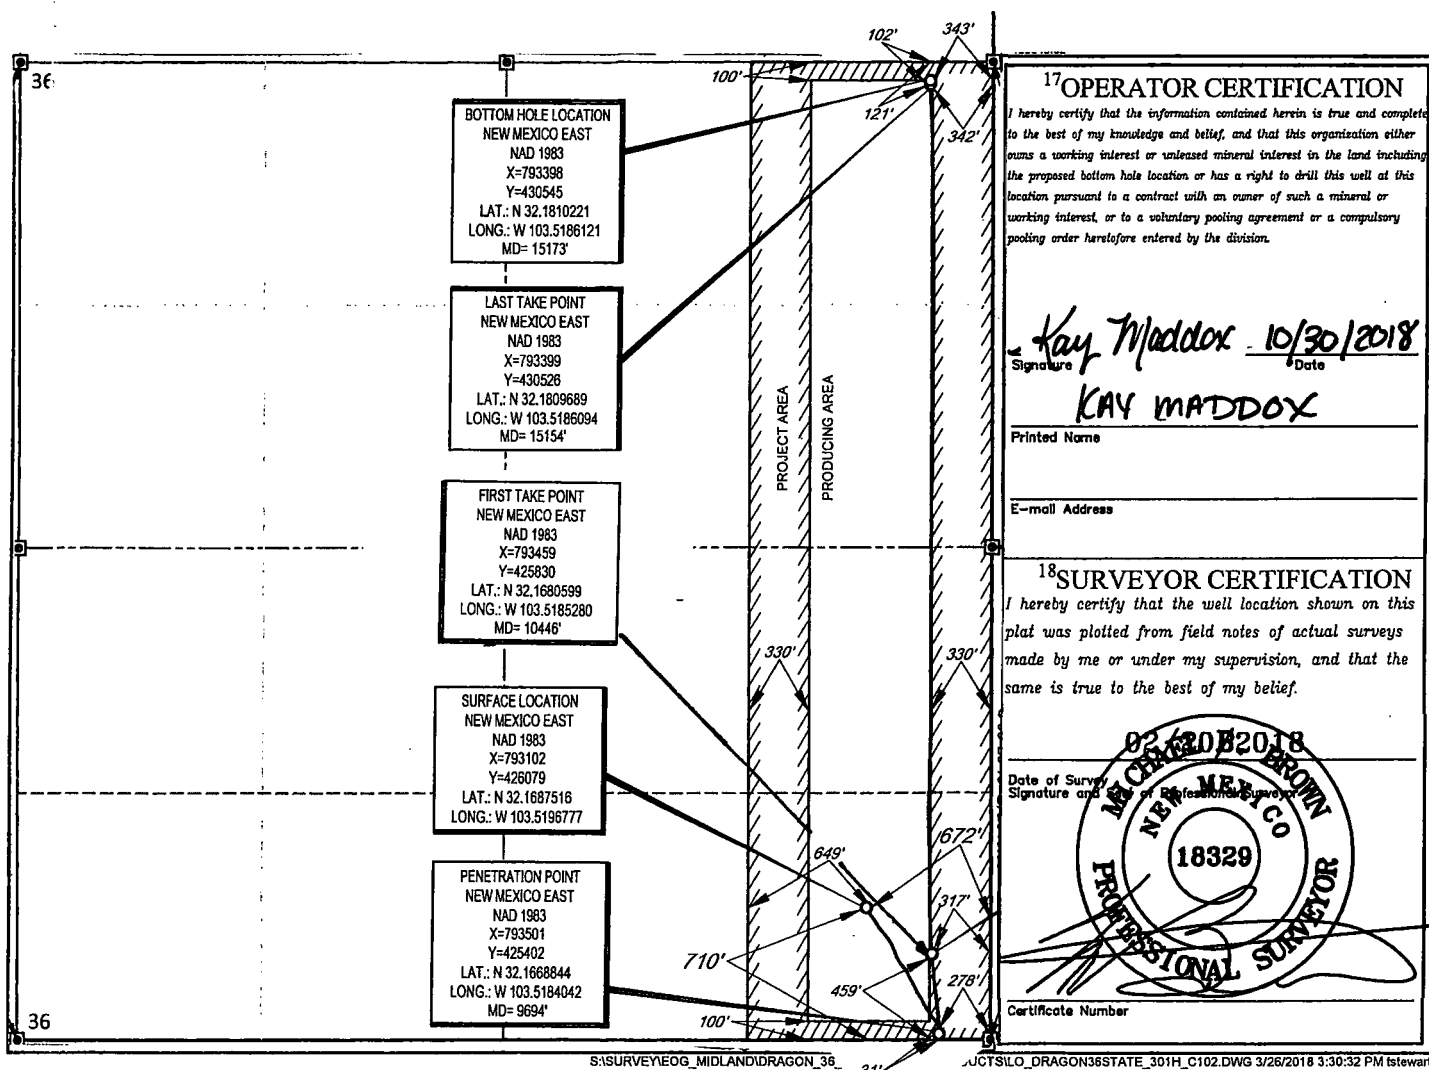 36
102'
343'
100'
121'
342'
BOTTOM HOLE LOCATION
NEW MEXICO EAST
NAD 1983
X=793398
Y=430545
LAT.: N 32.1810221
LONG.: W 103.5186121
MD= 15173'
LAST TAKE POINT
NEW MEXICO EAST
NAD 1983
X=793399
Y=430526
LAT.: N 32.1809689
LONG.: W 103.5186094
MD= 15154'
PROJECT AREA
PRODUCING AREA
FIRST TAKE POINT
NEW MEXICO EAST
NAD 1983
X=793459
Y=425830
LAT.: N 32.1680599
LONG.: W 103.5185280
MD= 10446'
330'
330'
SURFACE LOCATION
NEW MEXICO EAST
NAD 1983
X=793102
Y=426079
LAT.: N 32.1687516
LONG.: W 103.5196777
649'
672'
317'
PENETRATION POINT
NEW MEXICO EAST
NAD 1983
X=793501
Y=425402
LAT.: N 32.1668844
LONG.: W 103.5184042
MD= 9694'
710'
459'
278'
100'
36
17 OPERATOR CERTIFICATION
I hereby certify that the information contained herein is true and complete
to the best of my knowledge and belief, and that this organization either
owns a working interest or unleased mineral interest in the land including
the proposed bottom hole location or has a right to drill this well at this
location pursuant to a contract with an owner of such a mineral or
working interest, or to a voluntary pooling agreement or a compulsory
pooling order heretofore entered by the division.
Kay Maddox 10/30/2018
Signature Date
KAY MADDOX
Printed Name
E-mail Address
18 SURVEYOR CERTIFICATION
I hereby certify that the well location shown on this
plat was plotted from field notes of actual surveys
made by me or under my supervision, and that the
same is true to the best of my belief.
Date of Survey
Signature and Seal of Professional Surveyor
MICHAEL BROWN
NEW MEXICO
18329
PROFESSIONAL SURVEYOR
Certificate Number
S:\SURVEY\EOG_MIDLAND\DRAGON_36_
UCTS\LO_DRAGON36STATE_301H_C102.DWG 3/26/2018 3:30:32 PM tstewar